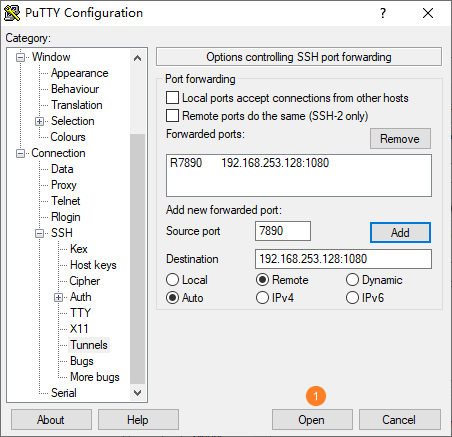 PuTTY Configuration
?
Category:
Window
Appearance
Behaviour
Translation
Selection
Colours
Connection
Data
Proxy
Telnet
Rlogin
SSH
Kex
Host keys
Cipher
Auth
TTY
X11
Tunnels
Bugs
More bugs
Serial
Options controlling SSH port forwarding
Port forwarding
Local ports accept connections from other hosts
Remote ports do the same (SSH-2 only)
Forwarded ports:
Remove
R7890 192.168.253.128:1080
Add new forwarded port:
Source port 7890 Add
Destination 192.168.253.128:1080
Local Remote Dynamic
Auto IPv4 IPv6
1
About Help Open Cancel